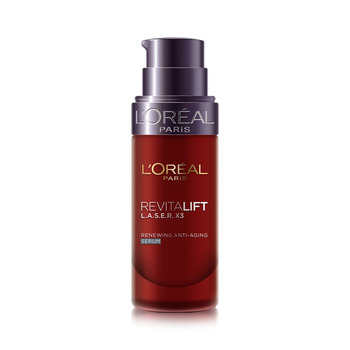 L'ORÉAL
PARIS
L'ORÉAL
PARIS
REVITALIFT
L.A.S.E.R. X3
RENEWING ANTI-AGING
SERUM